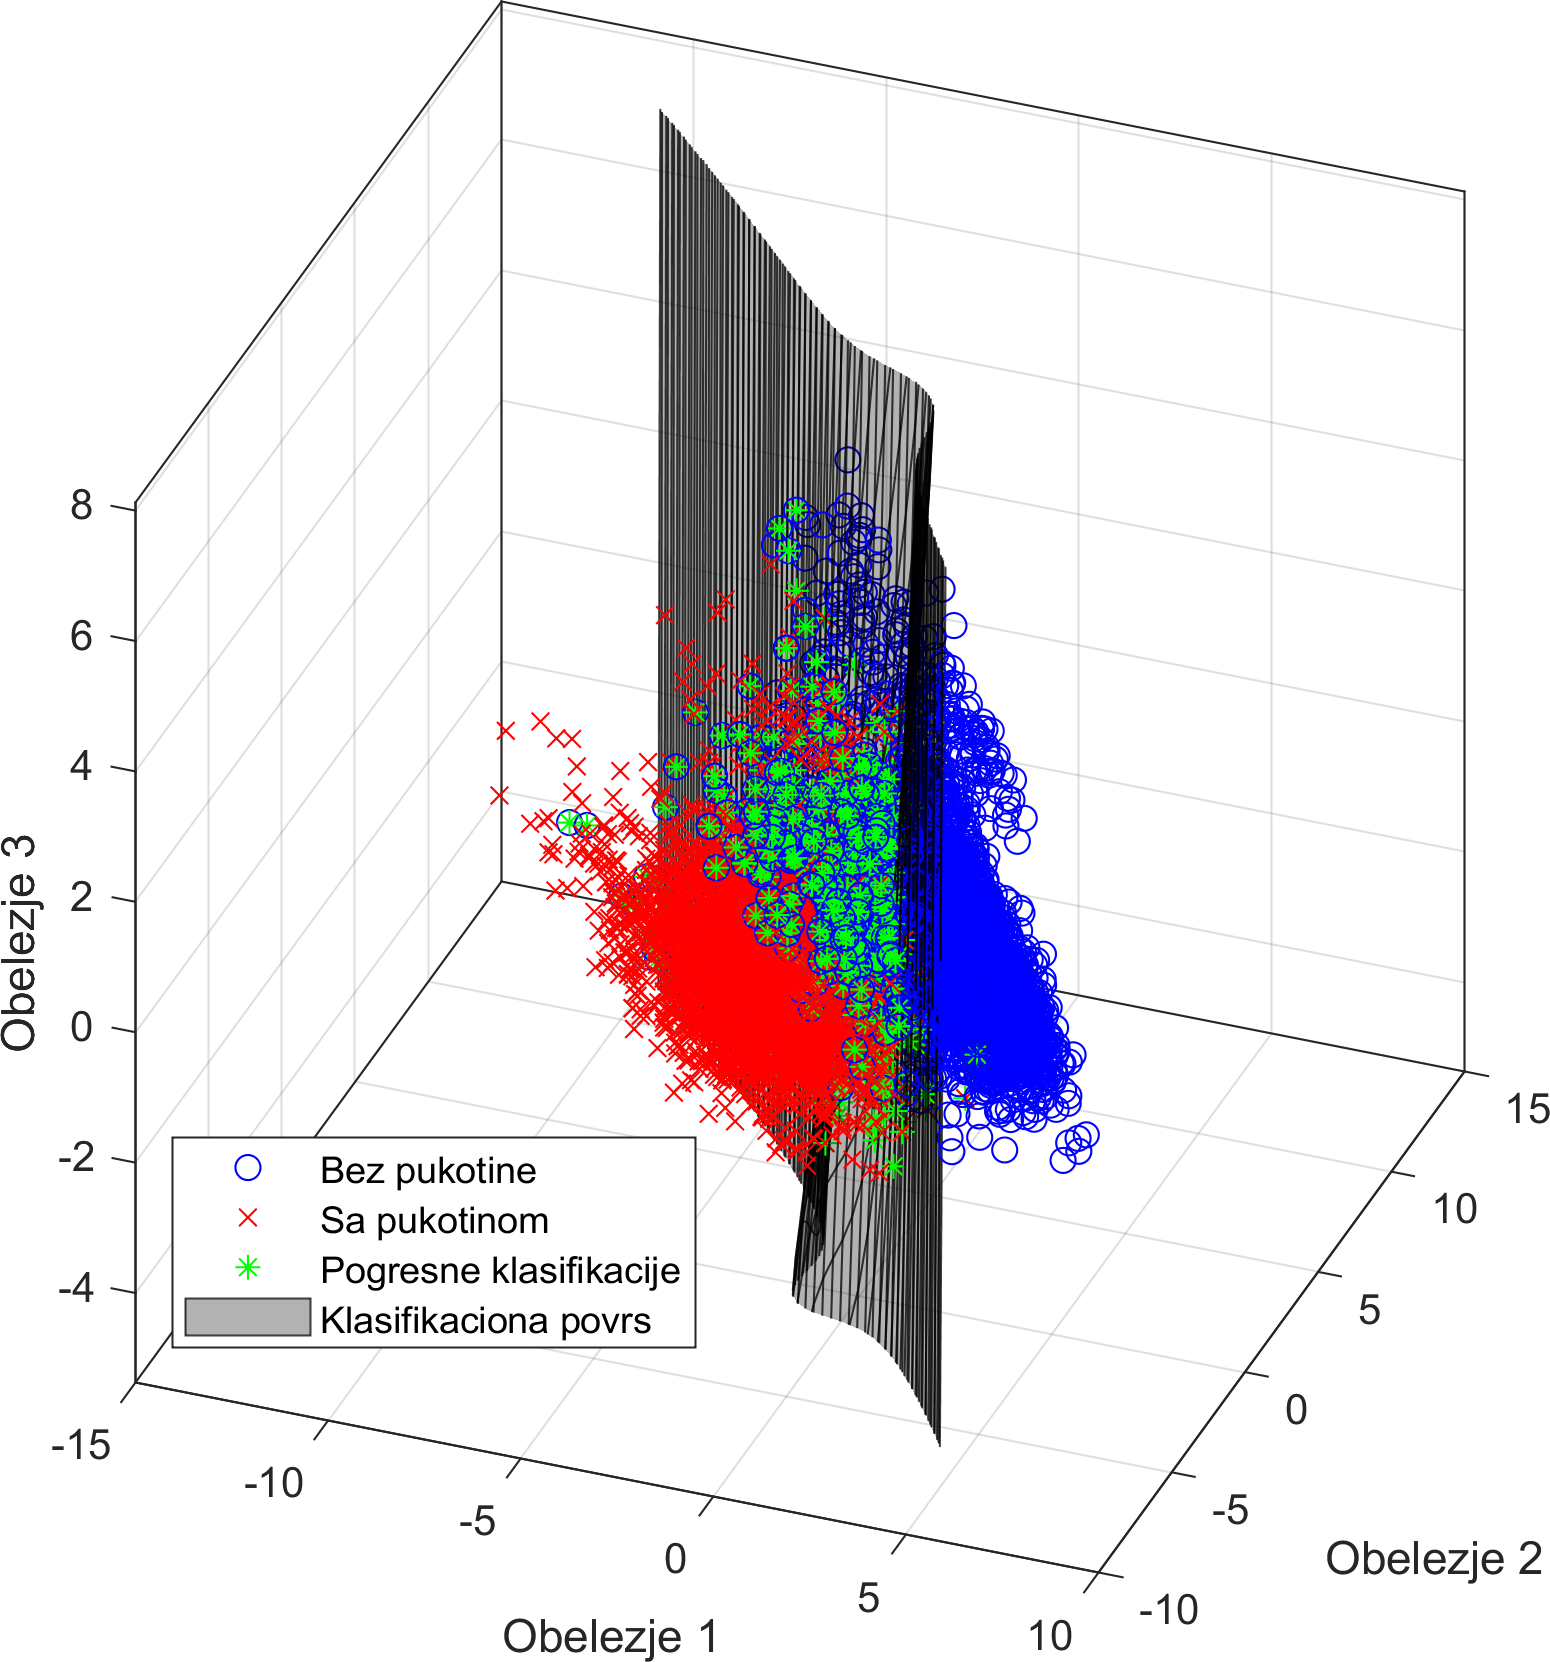 8
6
4
2
0
-2
-4
Obelezje 3
Bez pukotine
Sa pukotinom
Pogresne klasifikacije
Klasifikaciona povrs
-15
-10
-5
0
5
10
Obelezje 1
-10
-5
0
5
10
15
Obelezje 2